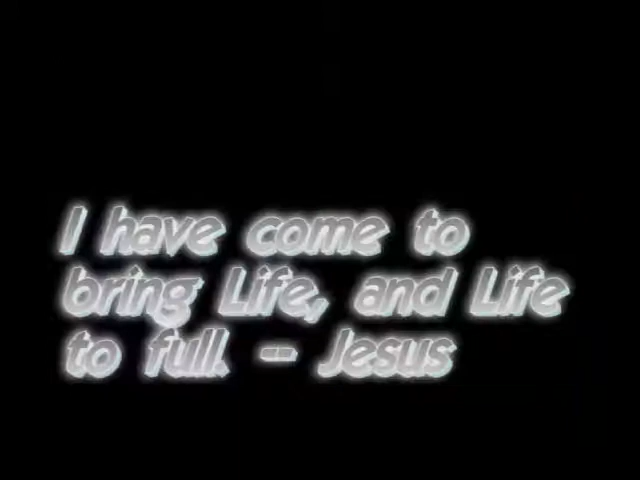 I have come to
bring Life, and Life
to full. -- Jesus